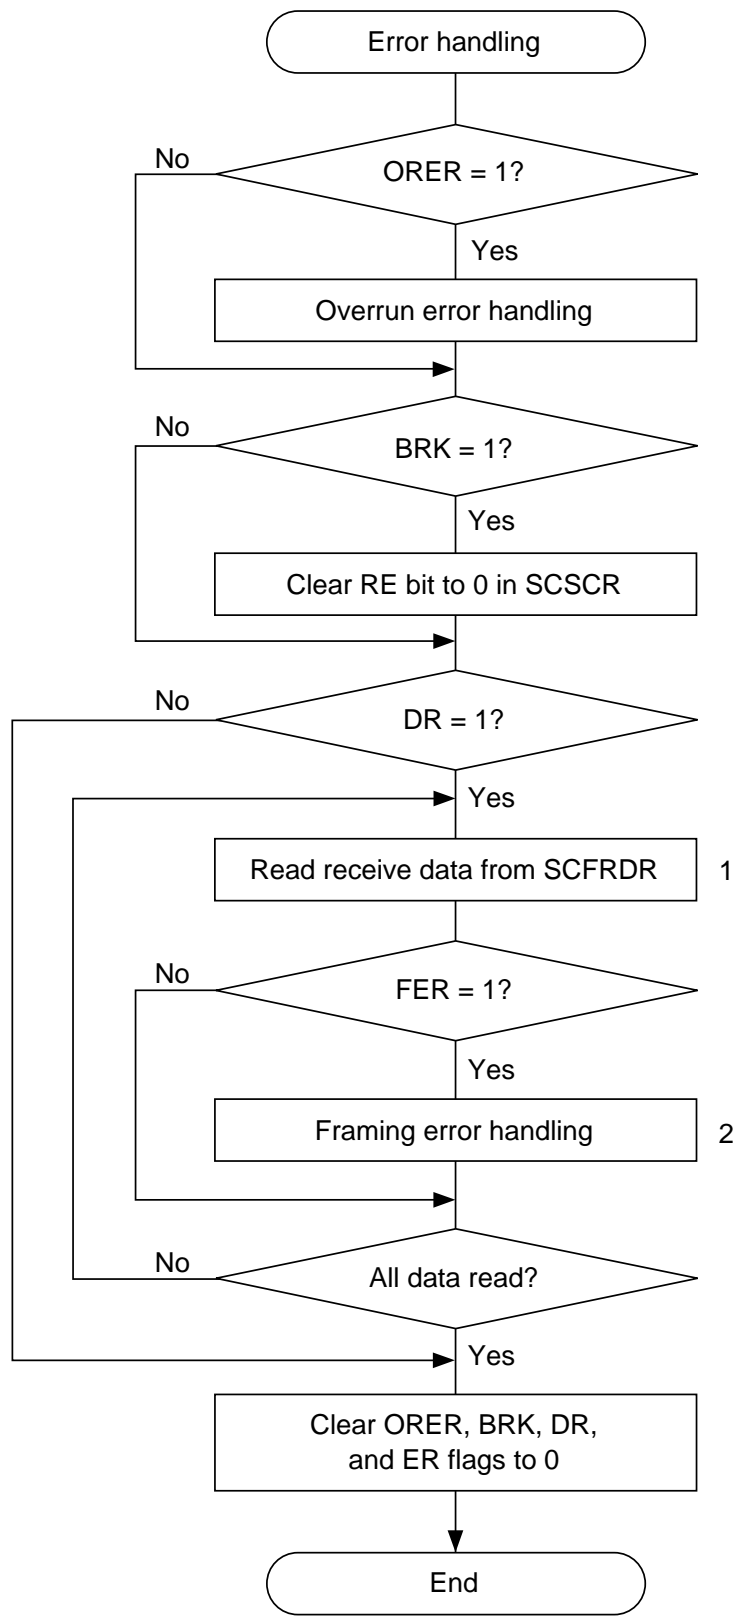 Error handling
No
ORER = 1?
Yes
Overrun error handling
No
BRK = 1?
Yes
Clear RE bit to 0 in SCSCR
No
DR = 1?
Yes
Read receive data from SCFRDR
1
No
FER = 1?
Yes
Framing error handling
2
No
All data read?
Yes
Clear ORER, BRK, DR,
and ER flags to 0
End